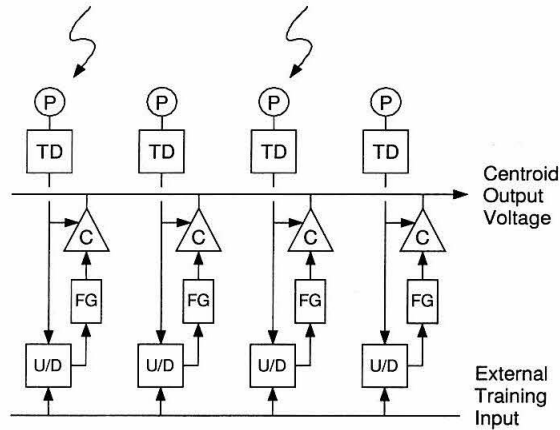 P P P P
TD TD TD TD
Centroid
Output
Voltage
C C C C
FG FG FG FG
U/D U/D U/D U/D
External
Training
Input